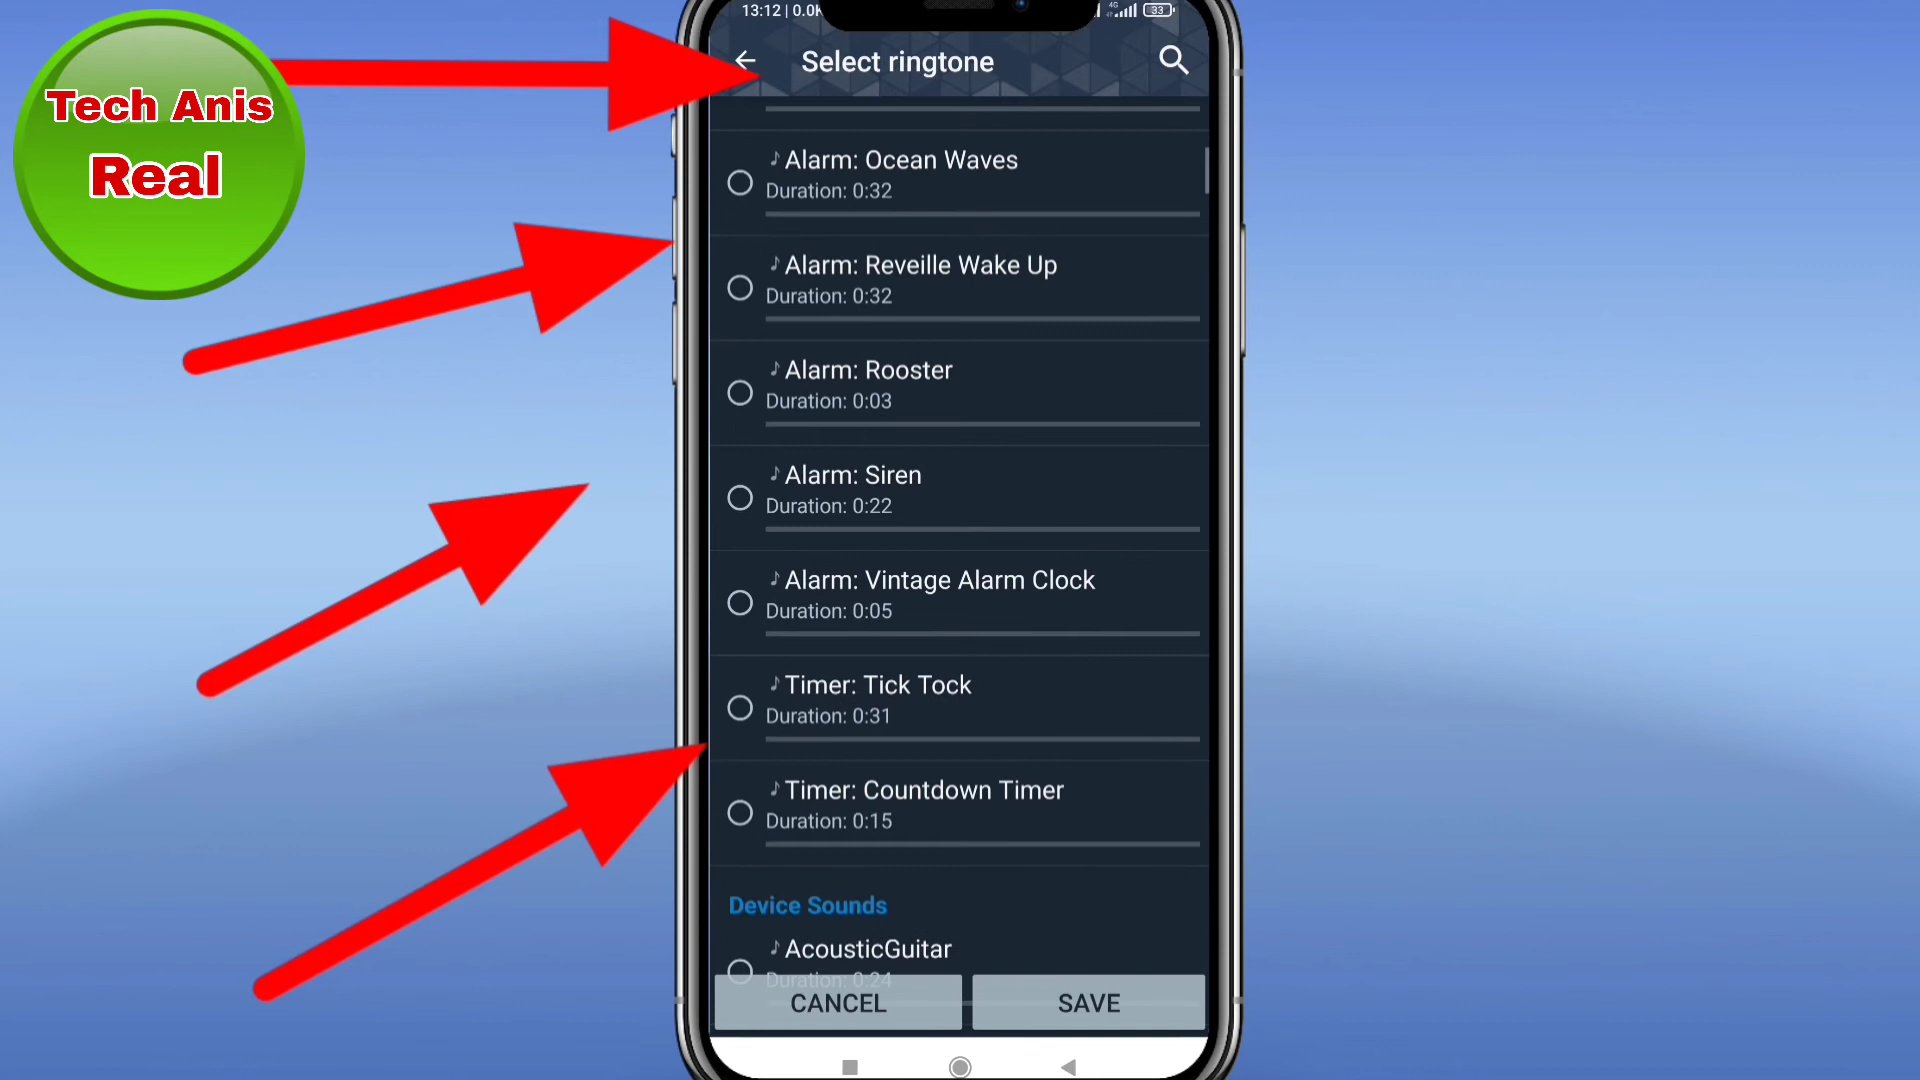 Tech Anis
Real
13:12 | 0.0K
4G
33
Select ringtone
Alarm: Ocean Waves
Duration: 0:32
Alarm: Reveille Wake Up
Duration: 0:32
Alarm: Rooster
Duration: 0:03
Alarm: Siren
Duration: 0:22
Alarm: Vintage Alarm Clock
Duration: 0:05
Timer: Tick Tock
Duration: 0:31
Timer: Countdown Timer
Duration: 0:15
Device Sounds
AcousticGuitar
Duration: 0:24
CANCEL
SAVE